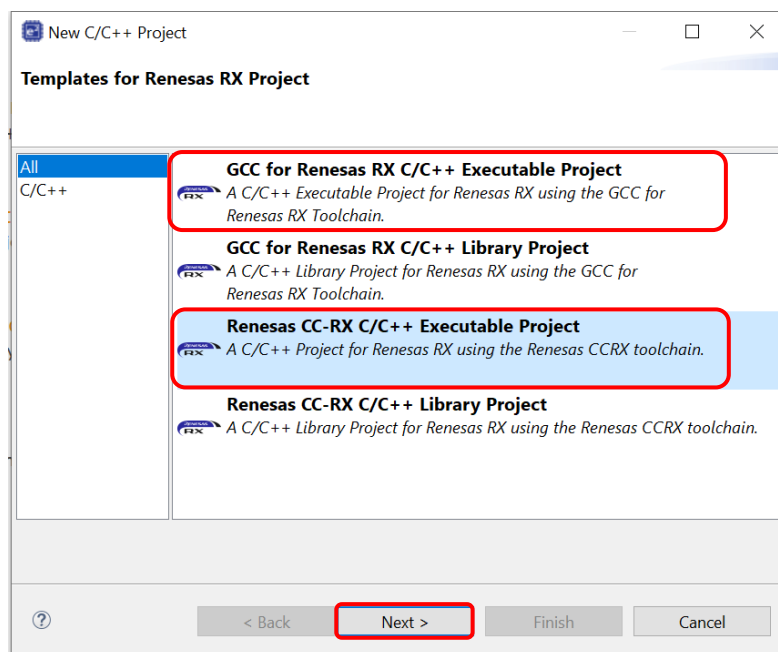 New C/C++ Project
Templates for Renesas RX Project
All
C/C++
GCC for Renesas RX C/C++ Executable Project
A C/C++ Executable Project for Renesas RX using the GCC for
Renesas RX Toolchain.
GCC for Renesas RX C/C++ Library Project
A C/C++ Library Project for Renesas RX using the GCC for
Renesas RX Toolchain.
Renesas CC-RX C/C++ Executable Project
A C/C++ Project for Renesas RX using the Renesas CCRX toolchain.
Renesas CC-RX C/C++ Library Project
A C/C++ Library Project for Renesas RX using the Renesas CCRX toolchain.
< Back
Next >
Finish
Cancel